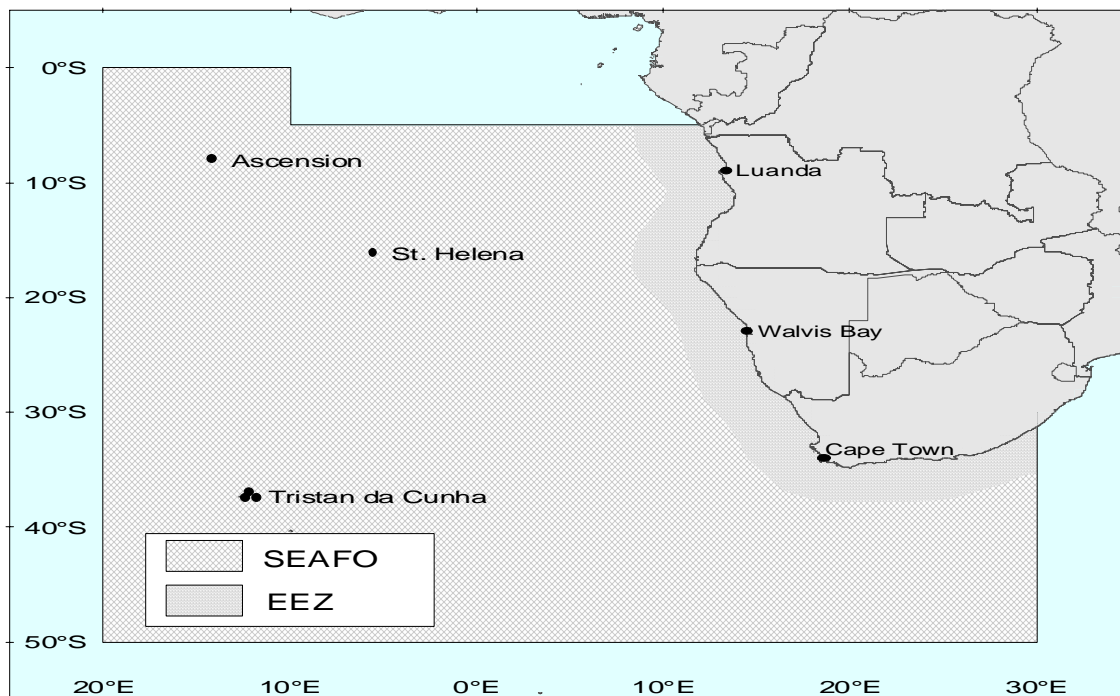 0°S
Ascension
Luanda
10°S
St. Helena
20°S
Walvis Bay
30°S
Cape Town
Tristan da Cunha
40°S
SEAFO
EEZ
50°S
20°E 10°E 0°E 10°E 20°E 30°E